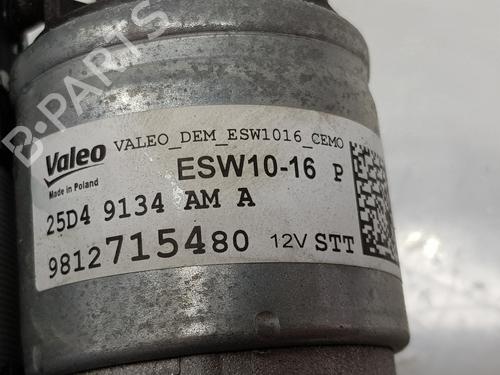 B-PARTS
Valeo
VALEO_DEM_ESW1016_CEMO
Made in Poland
ESW10-16 P
25D4 9134 AM A
9812715480 12V STT